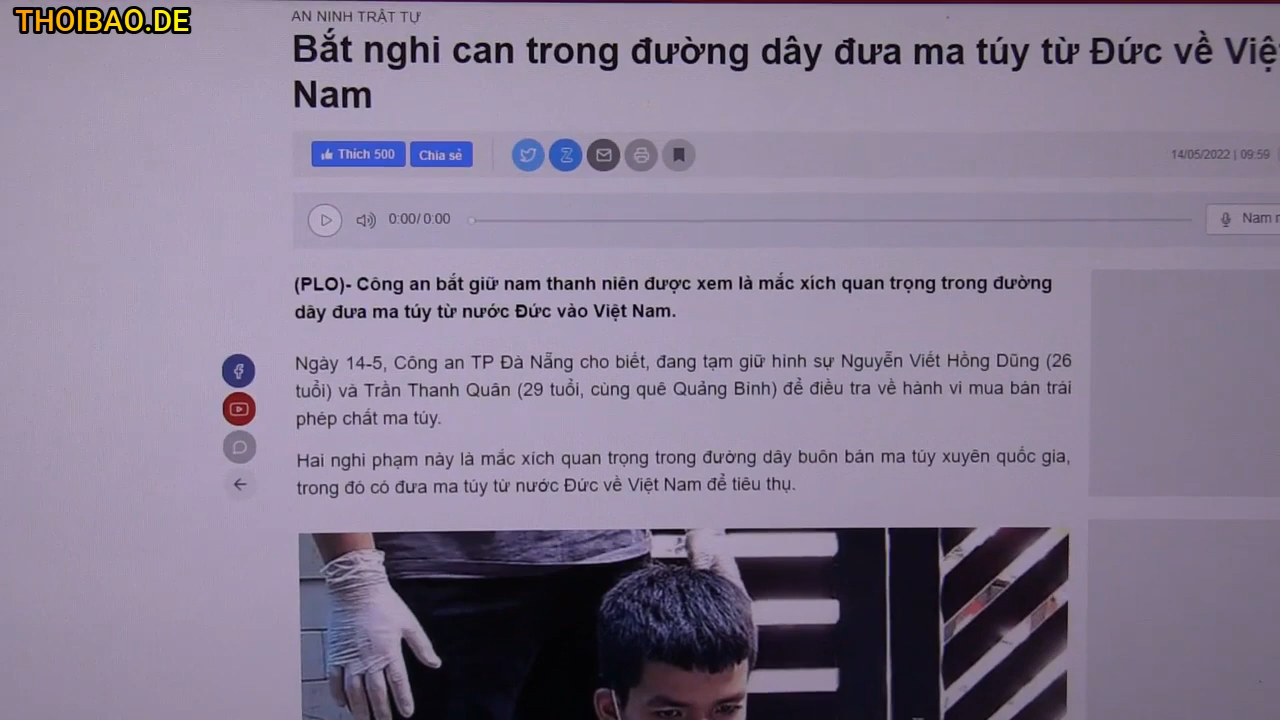 THOIBAO.DE
AN NINH TRẬT TỰ
Bắt nghi can trong đường dây đưa ma túy từ Đức về
Nam
Thích 500
Chia sẻ
14/05/2022 | 09:59
0:00/ 0:00
Nam
(PLO)- Công an bắt giữ nam thanh niên được xem là mắc xích quan trọng trong đường
dây đưa ma túy từ nước Đức vào Việt Nam.
Ngày 14-5, Công an TP Đà Nẵng cho biết, đang tạm giữ hình sự Nguyễn Viết Hồng Dũng (26
tuổi) và Trần Thanh Quân (29 tuổi, cùng quê Quảng Bình) để điều tra về hành vi mua bán trái
phép chất ma túy.
Hai nghi phạm này là mắc xích quan trọng trong đường dây buôn bán ma túy xuyên quốc gia,
trong đó có đưa ma túy từ nước Đức về Việt Nam để tiêu thụ.